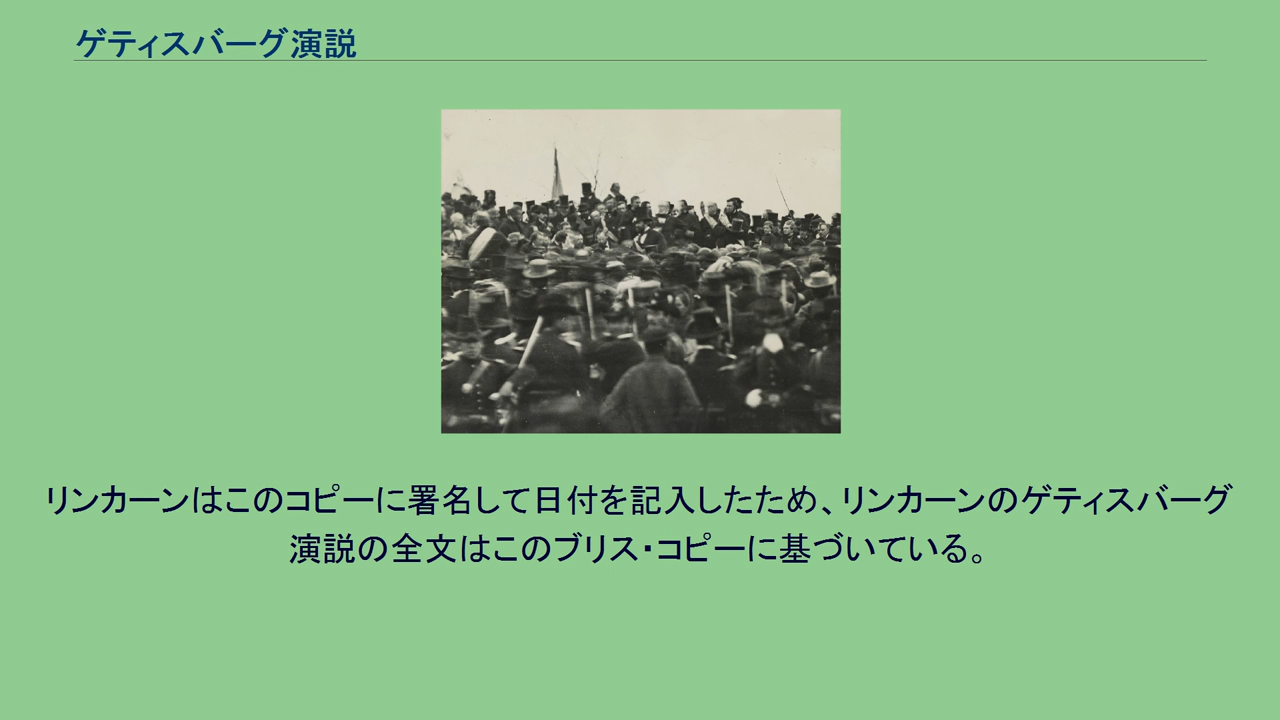 ゲティスバーグ演説
リンカーンはこのコピーに署名して日付を記入したため、リンカーンのゲティスバーグ
演説の全文はこのブリス・コピーに基づいている。